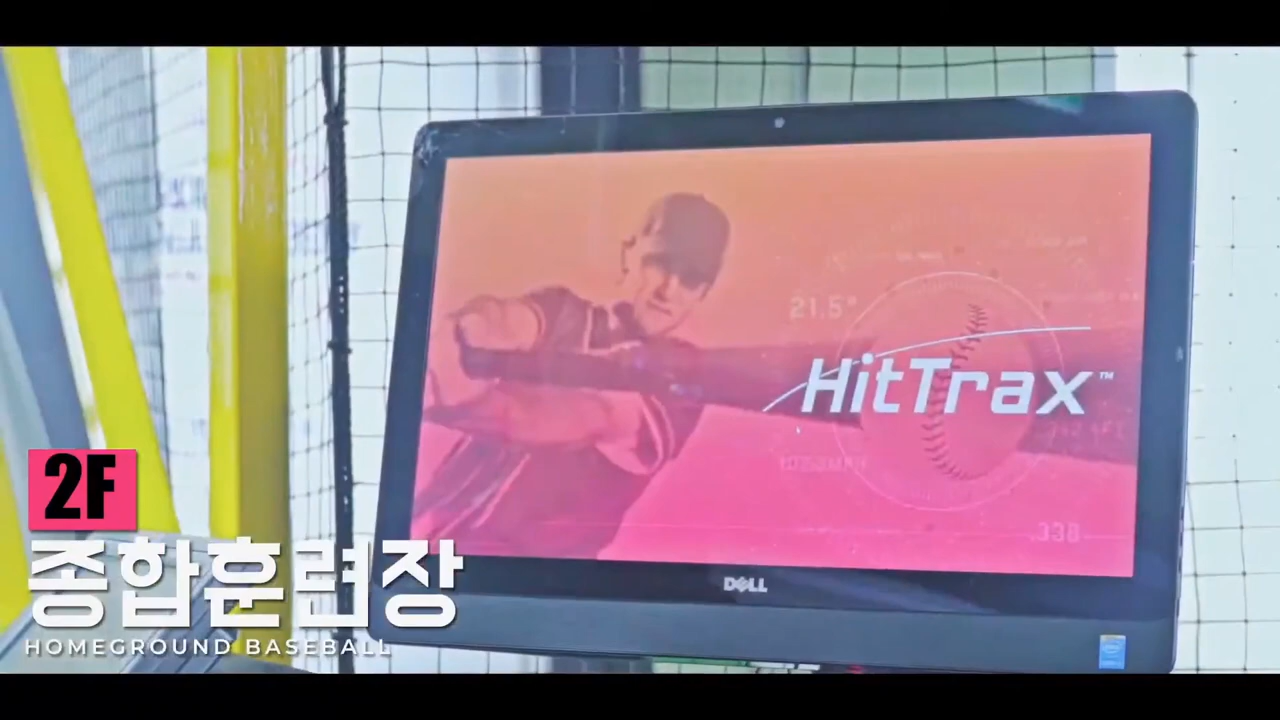 21.5°
HitTrax™
.338
DELL
2F
종합훈련장
HOMEGROUND BASEBALL